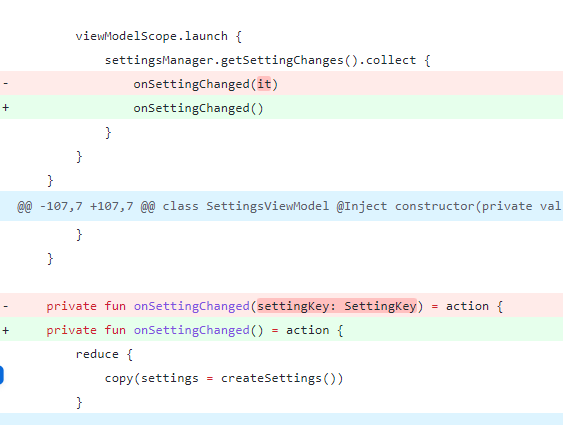 viewModelScope.launch {
settingsManager.getSettingChanges().collect {
- onSettingChanged(it)
+ onSettingChanged()
}
}
}
@@ -107,7 +107,7 @@ class SettingsViewModel @Inject constructor(private val
}
}
- private fun onSettingChanged(settingKey: SettingKey) = action {
+ private fun onSettingChanged() = action {
reduce {
copy(settings = createSettings())
}